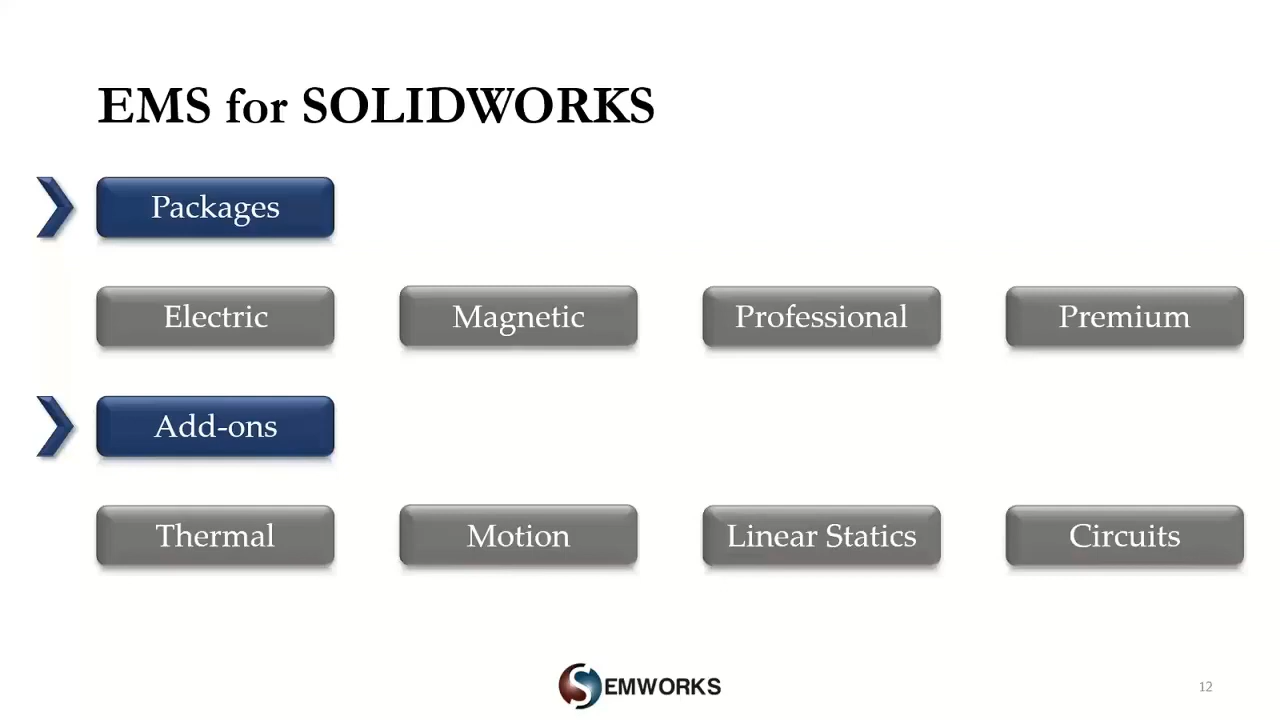 EMS for SOLIDWORKS
Packages
Electric
Magnetic
Professional
Premium
Add-ons
Thermal
Motion
Linear Statics
Circuits
EMWORKS
12